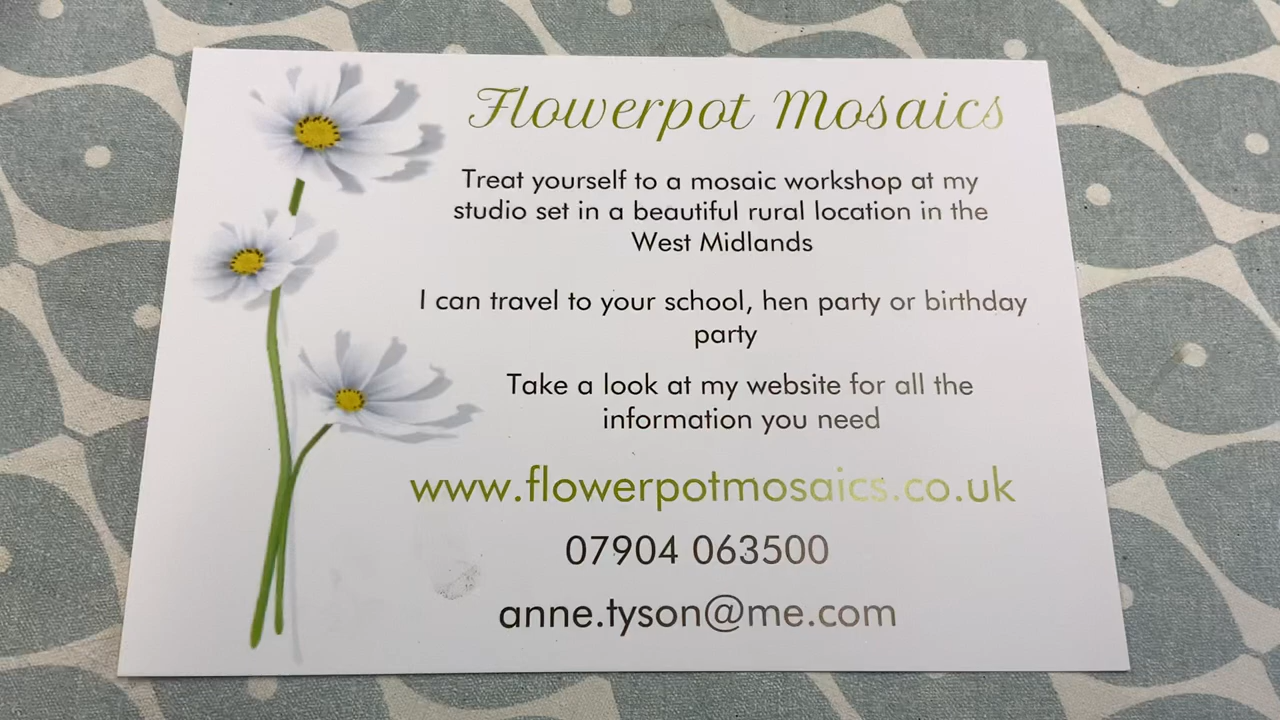 Flowerpot Mosaics
Treat yourself to a mosaic workshop at my
studio set in a beautiful rural location in the
West Midlands
I can travel to your school, hen party or birthday
party
Take a look at my website for all the
information you need
www.flowerpotmosaics.co.uk
07904 063500
anne.tyson@me.com